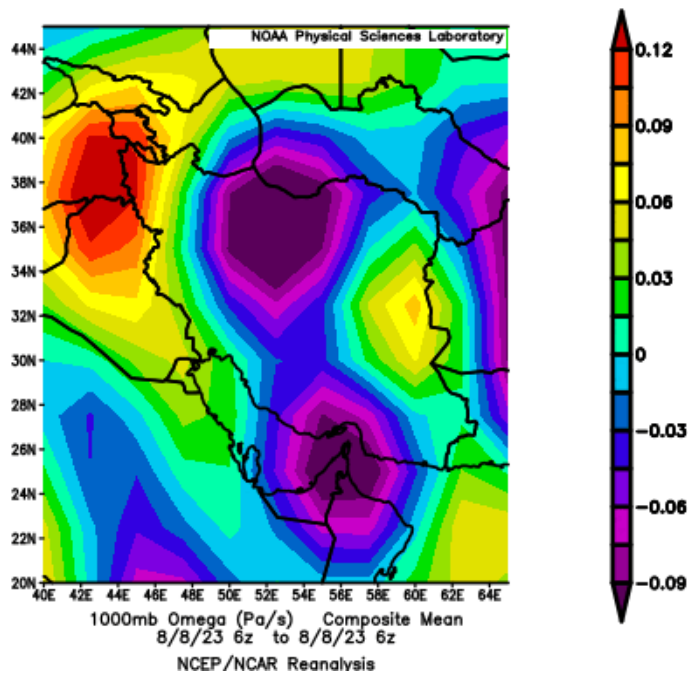 NOAA Physical Sciences Laboratory
44N
42N
40N
38N
36N
34N
32N
30N
28N
26N
24N
22N
20N
40E 42E 44E 46E 48E 50E 52E 54E 56E 58E 60E 62E 64E
0.12
0.09
0.06
0.03
0
-0.03
-0.06
-0.09
1000mb Omega (Pa/s) Composite Mean
8/8/23 6z to 8/8/23 6z
NCEP/NCAR Reanalysis